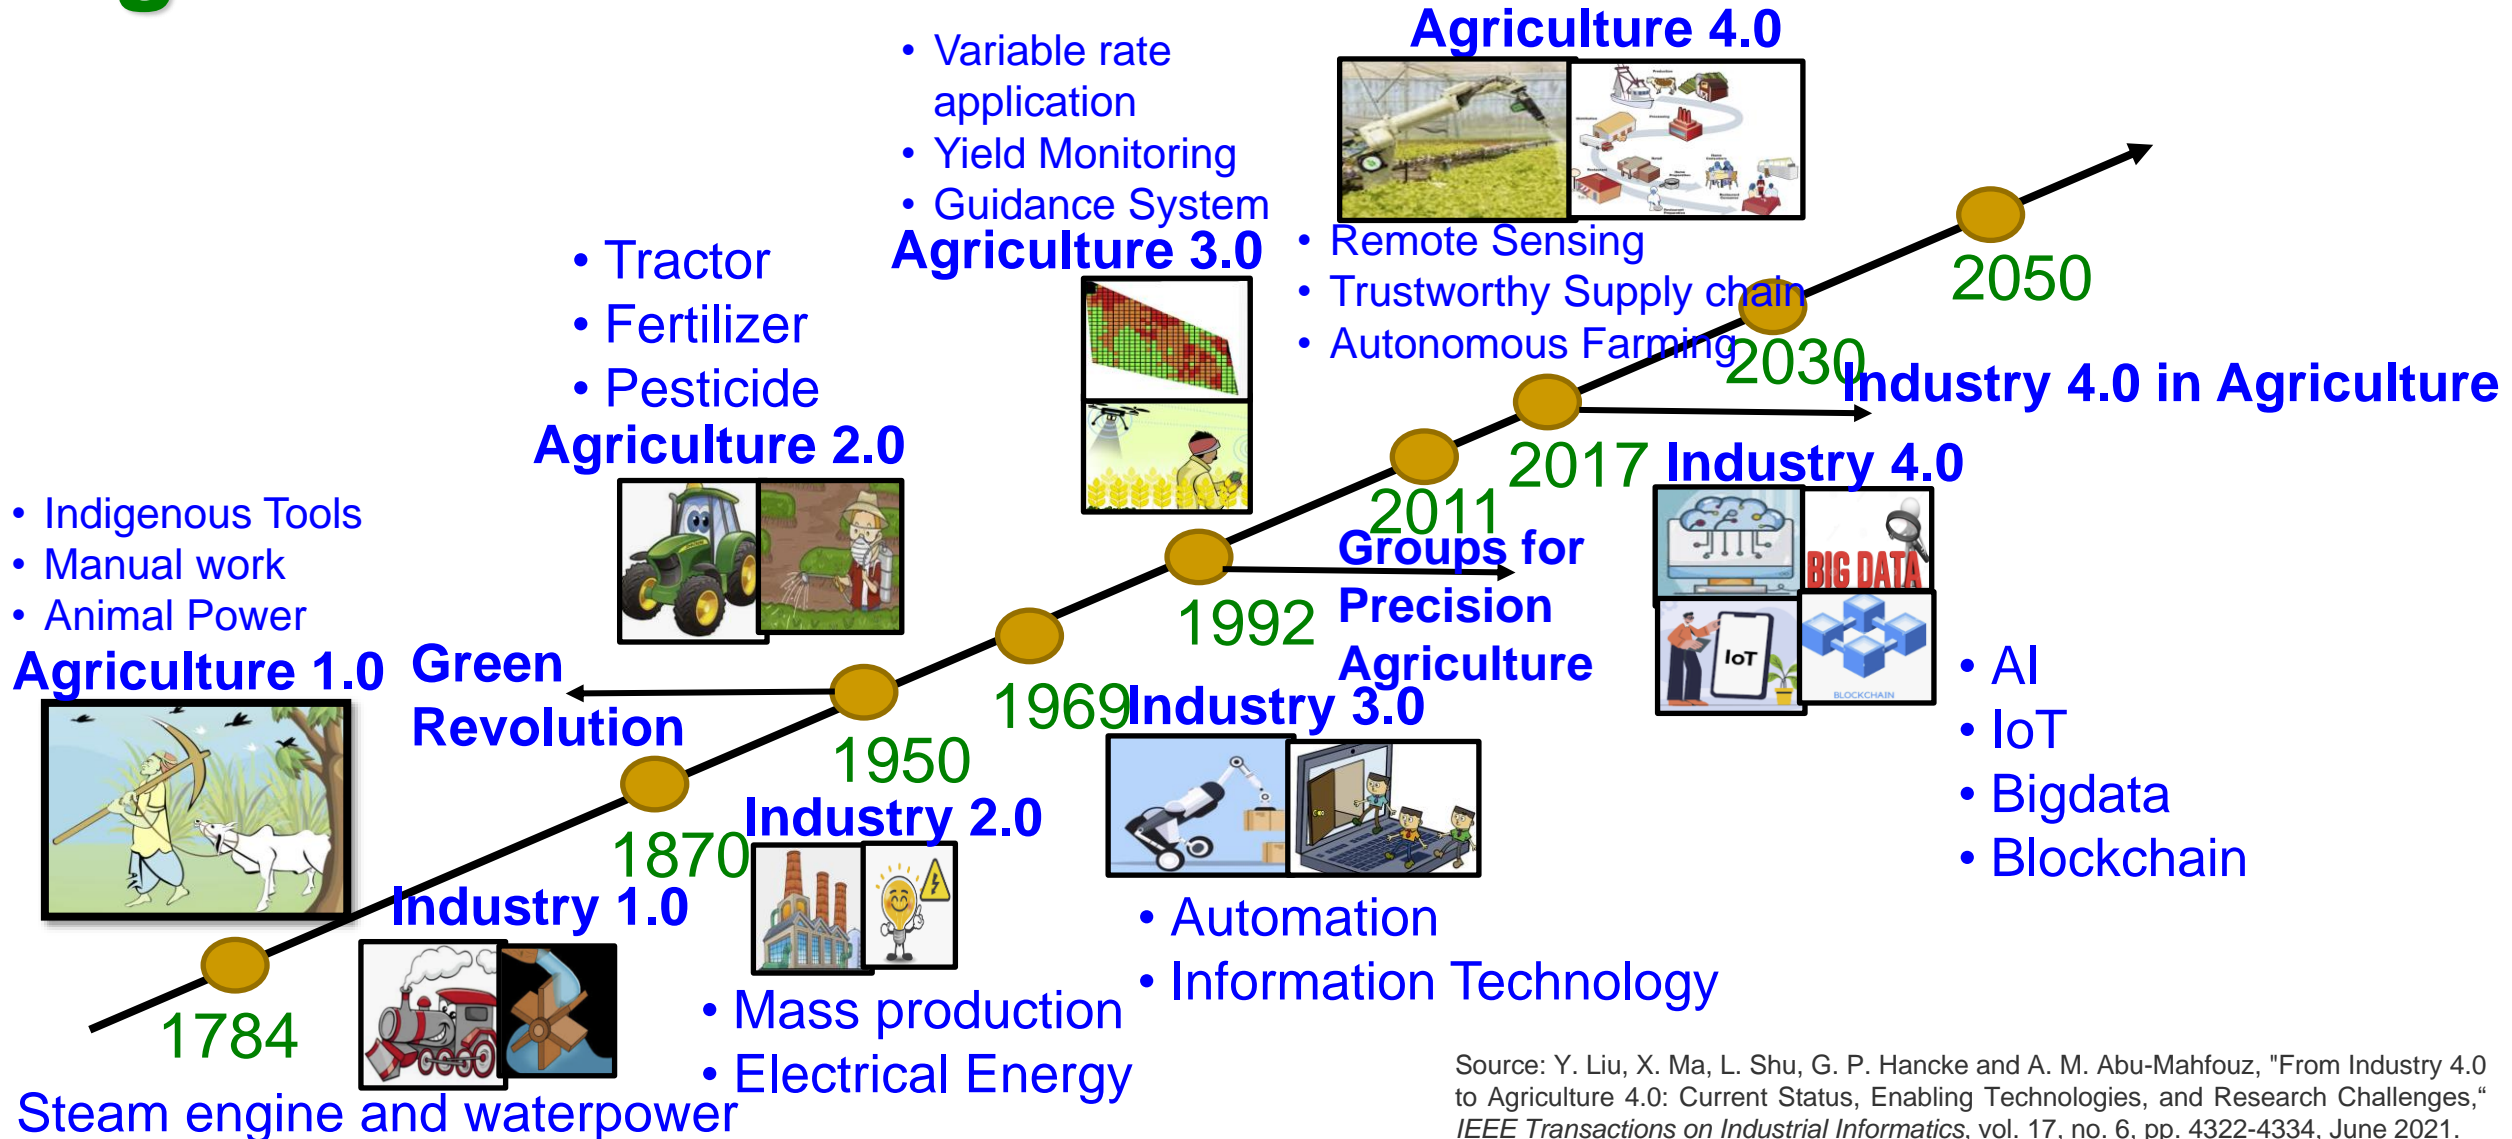 Agriculture 4.0
• Variable rate
application
• Yield Monitoring
• Guidance System
Agriculture 3.0
• Remote Sensing
• Trustworthy Supply chain
• Autonomous Farming
• Tractor
• Fertilizer
• Pesticide
Agriculture 2.0
• Indigenous Tools
• Manual work
• Animal Power
Agriculture 1.0
Green
Revolution
2050
2030
Industry 4.0 in Agriculture
2017
Industry 4.0
BIG DATA
IoT
BLOCKCHAIN
• AI
• IoT
• Bigdata
• Blockchain
2011
Groups for
Precision
Agriculture
1992
1969
Industry 3.0
• Automation
• Information Technology
1950
Industry 2.0
• Mass production
• Electrical Energy
1870
Industry 1.0
1784
Steam engine and waterpower
Source: Y. Liu, X. Ma, L. Shu, G. P. Hancke and A. M. Abu-Mahfouz, "From Industry 4.0
to Agriculture 4.0: Current Status, Enabling Technologies, and Research Challenges,“
IEEE Transactions on Industrial Informatics, vol. 17, no. 6, pp. 4322-4334, June 2021.